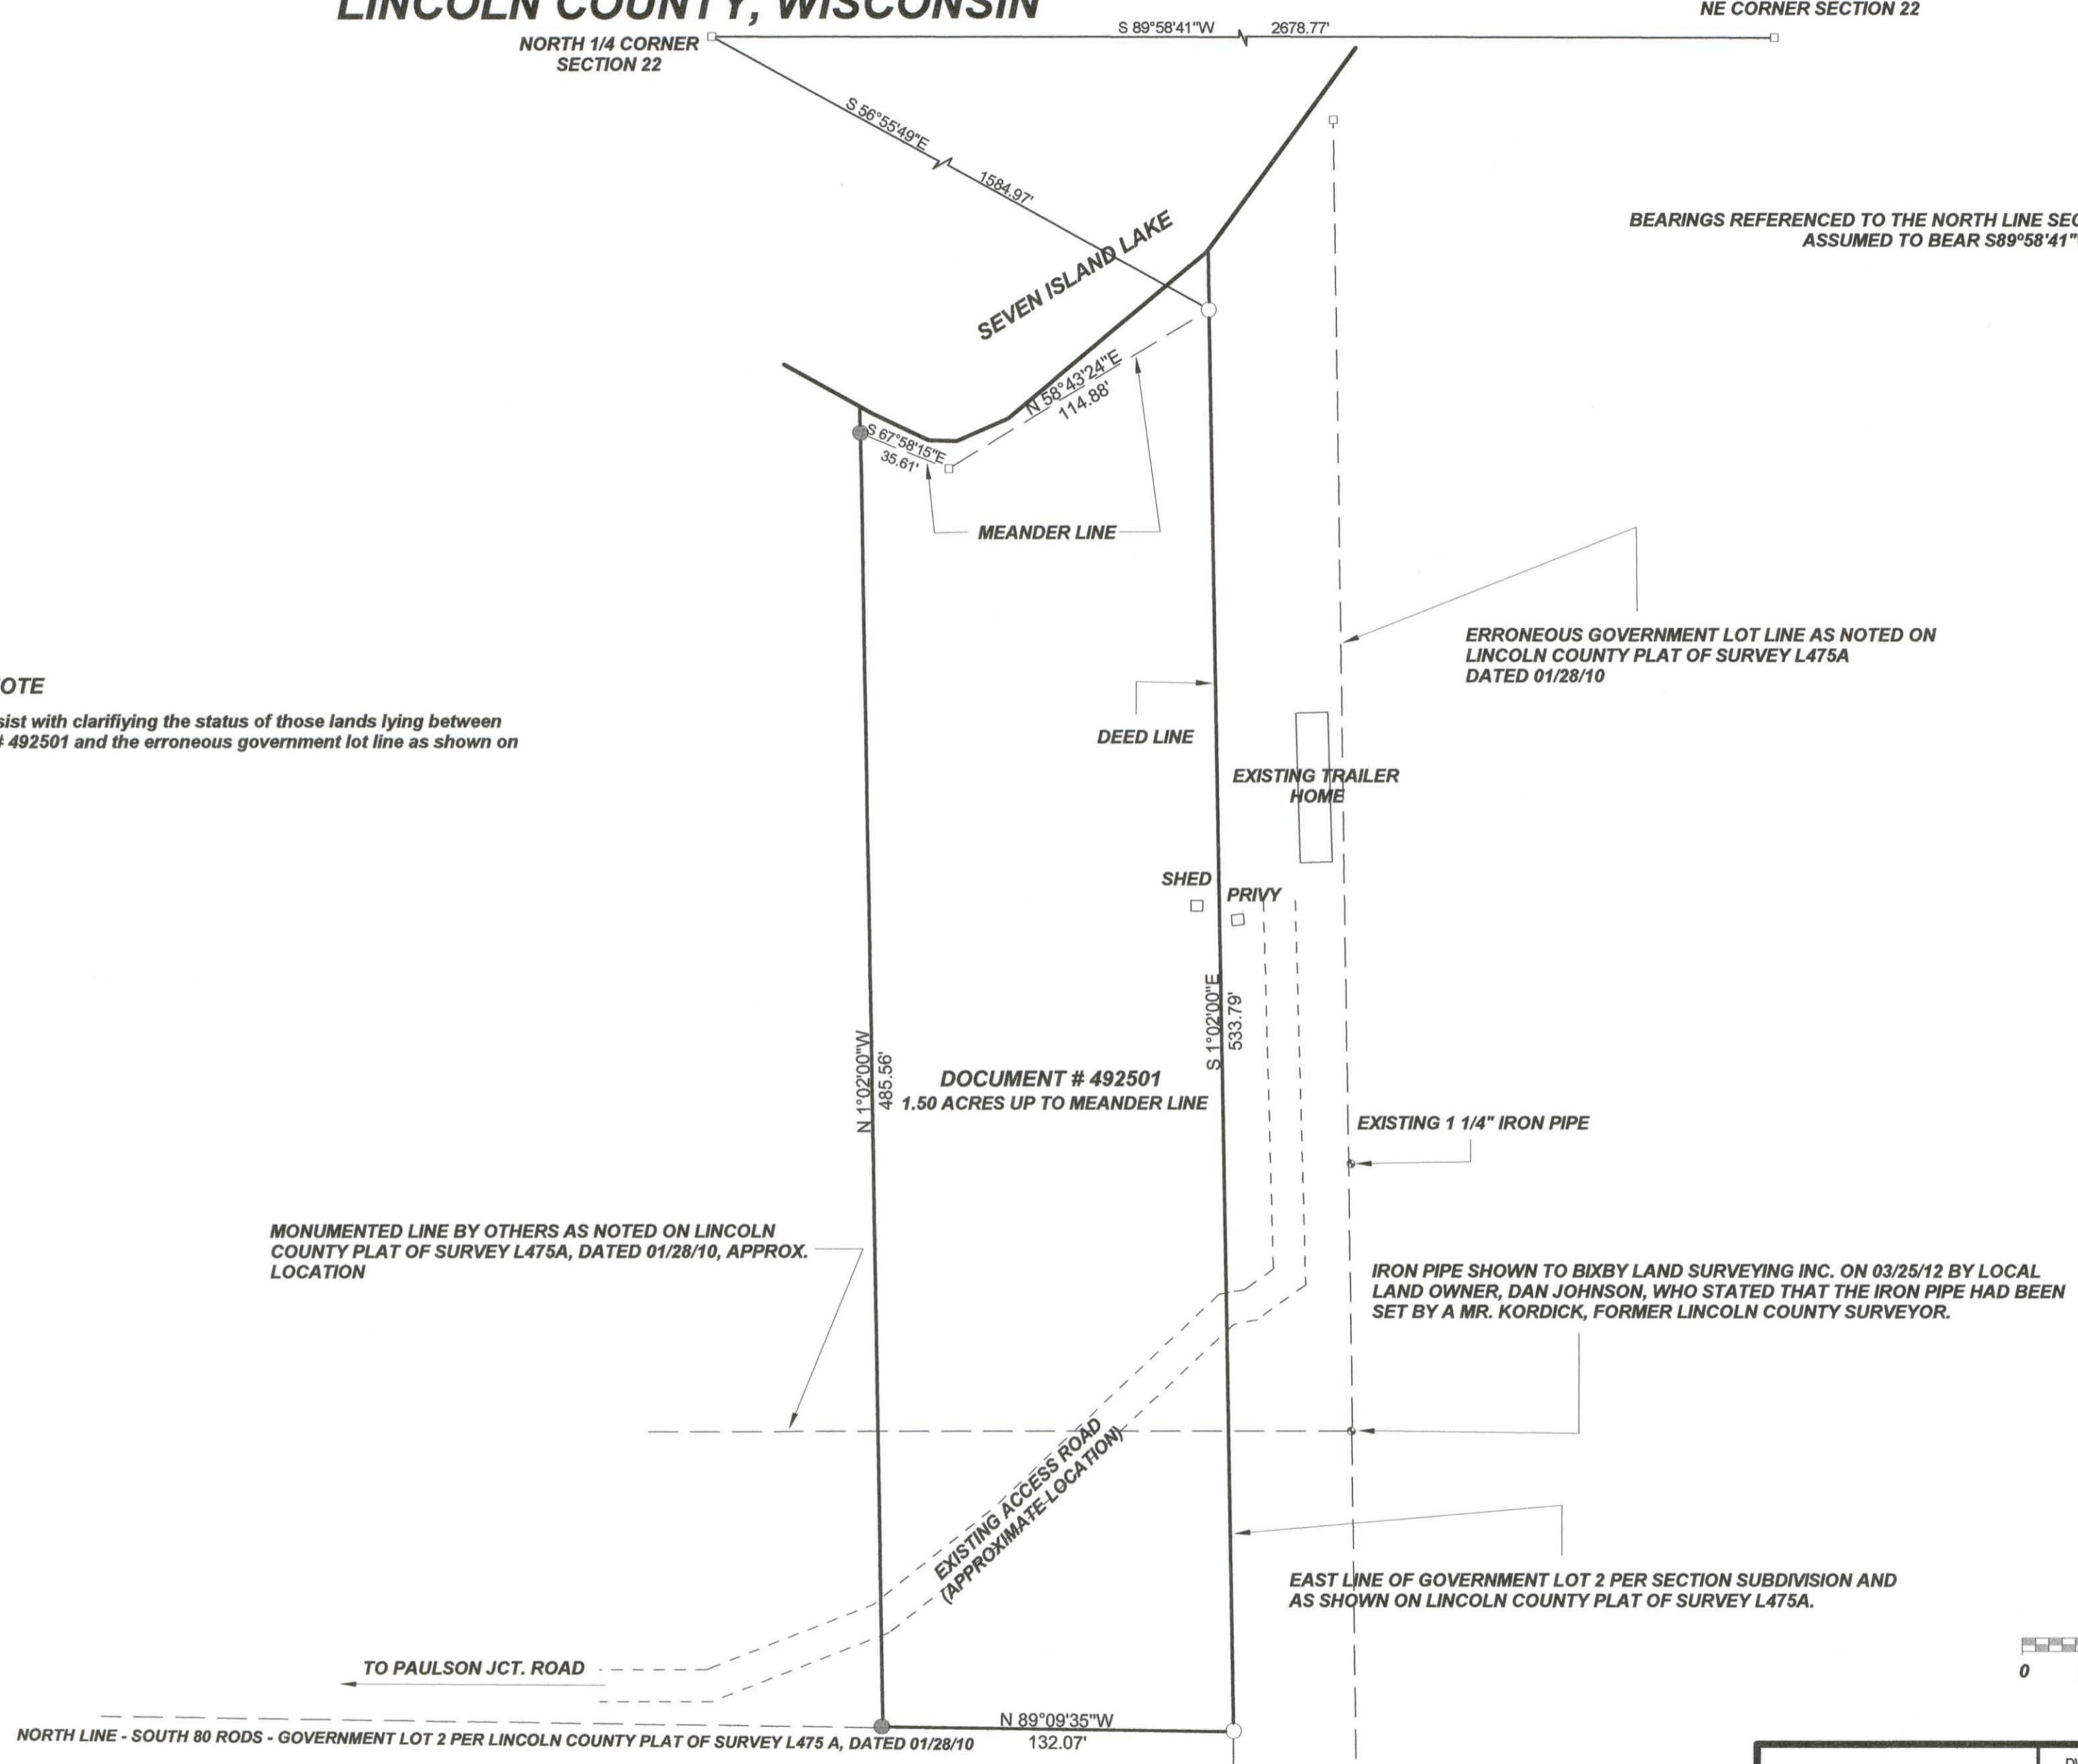 LINCOLN COUNTY, WISCONSIN
NE CORNER SECTION 22
S 89°58'41"W 2678.77'
NORTH 1/4 CORNER
SECTION 22
S 56°55'49"E
1584.97'
BEARINGS REFERENCED TO THE NORTH LINE SEC
ASSUMED TO BEAR S89°58'41"
SEVEN ISLAND LAKE
N 58°43'24"E
114.88'
S 67°58'15"E
35.61'
MEANDER LINE
ERRONEOUS GOVERNMENT LOT LINE AS NOTED ON
LINCOLN COUNTY PLAT OF SURVEY L475A
DATED 01/28/10
OTE
sist with clarifiying the status of those lands lying between
# 492501 and the erroneous government lot line as shown on
DEED LINE
EXISTING TRAILER
HOME
SHED
PRIVY
S 1°02'00"E
533.79'
N 1°02'00"W
485.56'
DOCUMENT # 492501
1.50 ACRES UP TO MEANDER LINE
EXISTING 1 1/4" IRON PIPE
MONUMENTED LINE BY OTHERS AS NOTED ON LINCOLN
COUNTY PLAT OF SURVEY L475A, DATED 01/28/10, APPROX.
LOCATION
IRON PIPE SHOWN TO BIXBY LAND SURVEYING INC. ON 03/25/12 BY LOCAL
LAND OWNER, DAN JOHNSON, WHO STATED THAT THE IRON PIPE HAD BEEN
SET BY A MR. KORDICK, FORMER LINCOLN COUNTY SURVEYOR.
EXISTING ACCESS ROAD
(APPROXIMATE LOCATION)
EAST LINE OF GOVERNMENT LOT 2 PER SECTION SUBDIVISION AND
AS SHOWN ON LINCOLN COUNTY PLAT OF SURVEY L475A.
TO PAULSON JCT. ROAD
0
N 89°09'35"W
132.07'
NORTH LINE - SOUTH 80 RODS - GOVERNMENT LOT 2 PER LINCOLN COUNTY PLAT OF SURVEY L475 A, DATED 01/28/10